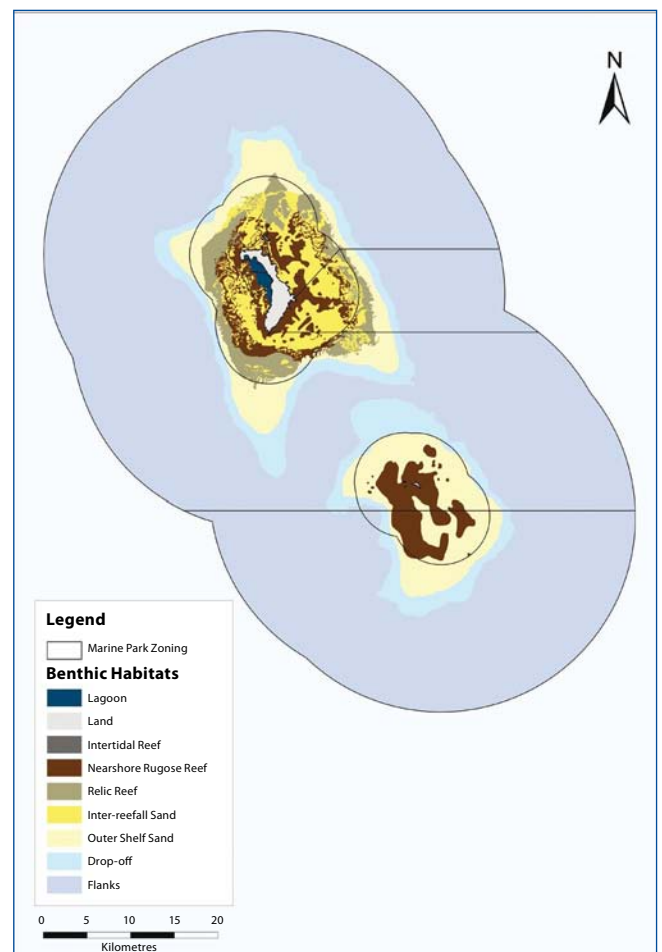 N
Legend
Marine Park Zoning
Benthic Habitats
Lagoon
Land
Intertidal Reef
Nearshore Rugose Reef
Relic Reef
Inter-reefall Sand
Outer Shelf Sand
Drop-off
Flanks
0 5 10 15 20
Kilometres